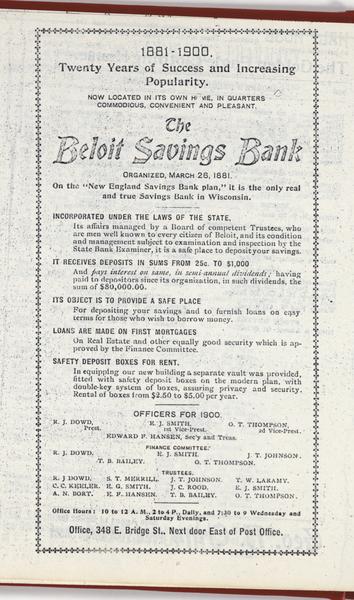 1881-1900,
Twenty Years of Success and Increasing
Popularity.
NOW LOCATED IN ITS OWN HOME, IN QUARTERS
COMMODIOUS, CONVENIENT AND PLEASANT.
The
Beloit Savings Bank
ORGANIZED, MARCH 26, 1881.
On the "New England Savings Bank plan," it is the only real
and true Savings Bank in Wisconsin.
INCORPORATED UNDER THE LAWS OF THE STATE,
Its affairs managed by a Board of competent Trustees, who
are men well known to every citizen of Beloit, and its condition
and management subject to examination and inspection by the
State Bank Examiner, it is a safe place to deposit your savings.
IT RECEIVES DEPOSITS IN SUMS FROM 25c. TO $1,000
And pays interest on same, in semi-annual dividends; having
paid to depositors since its organization, in such dividends, the
sum of $80,000.00.
ITS OBJECT IS TO PROVIDE A SAFE PLACE
For depositing your savings and to furnish loans on easy
terms for those who wish to borrow money.
LOANS ARE MADE ON FIRST MORTGAGES
On Real Estate and other equally good security which is ap-
proved by the Finance Committee.
SAFETY DEPOSIT BOXES FOR RENT.
In equipping our new building a separate vault was provided,
fitted with safety deposit boxes on the modern plan, with
double-key system of boxes, assuring privacy and security.
Rental of boxes from $2.50 to $5.00 per year.
OFFICERS FOR 1900.
R. J. DOWD, E. J. SMITH, O. T. THOMPSON,
Prest. 1st Vice-Prest. 2d Vice-Prest.
EDWARD F. HANSEN, Sec'y and Treas.
FINANCE COMMITTEE.
R. J. DOWD, E. J. SMITH, J. T. JOHNSON.
T. B. BAILEY. O. T. THOMPSON.
TRUSTEES.
R. J DOWD, S. T. MERRILL. J. T. JOHNSON. T. W. LARAMY.
C. C. KEELER. E. G. SMITH. J. C. ROOD. E. J. SMITH.
A. N. BORT. E. F. HANSEN. T. B. BAILEY. O. T. THOMPSON.
Office Hours: 10 to 12 A. M., 2 to 4 P., Daily, and 7:30 to 9 Wednesday and
Saturday Evenings.
Office, 348 E. Bridge St., Next door East of Post Office.